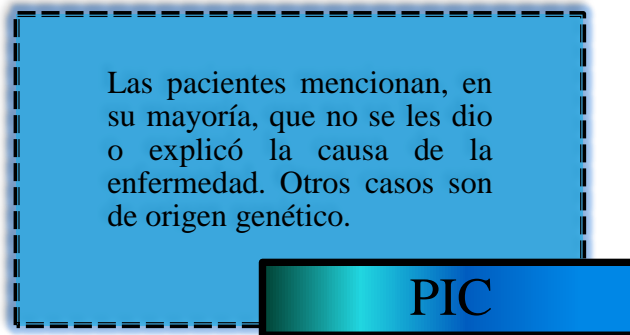 Las pacientes mencionan, en
su mayoría, que no se les dio
o explicó la causa de la
enfermedad. Otros casos son
de origen genético.
PIC